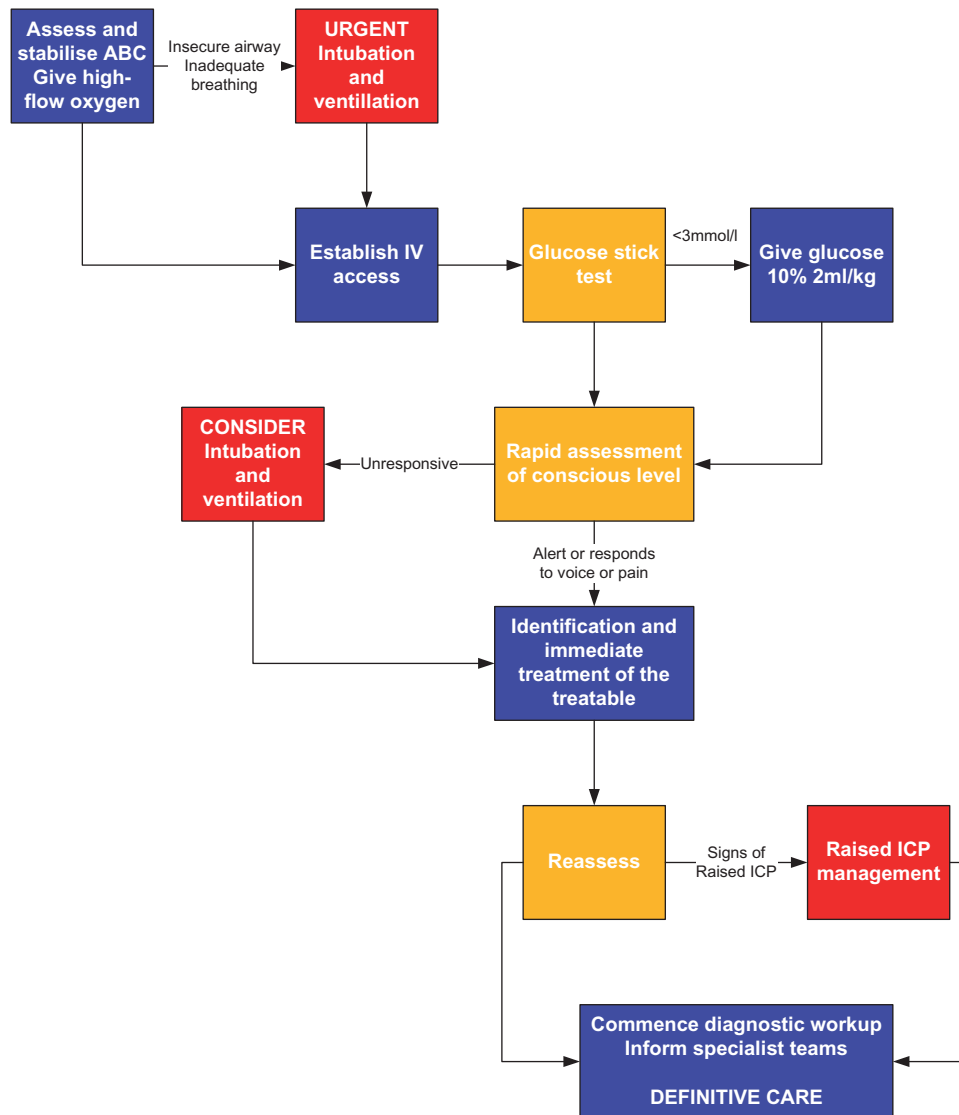 Assess and
stabilise ABC
Give high-
flow oxygen
Insecure airway
Inadequate
breathing
URGENT
Intubation
and
ventillation
Establish IV
access
Glucose stick
test
<3mmol/l
Give glucose
10% 2ml/kg
CONSIDER
Intubation
and
ventilation
Unresponsive
Rapid assessment
of conscious level
Alert or responds
to voice or pain
Identification and
immediate
treatment of the
treatable
Reassess
Signs of
Raised ICP
Raised ICP
management
Commence diagnostic workup
Inform specialist teams
DEFINITIVE CARE